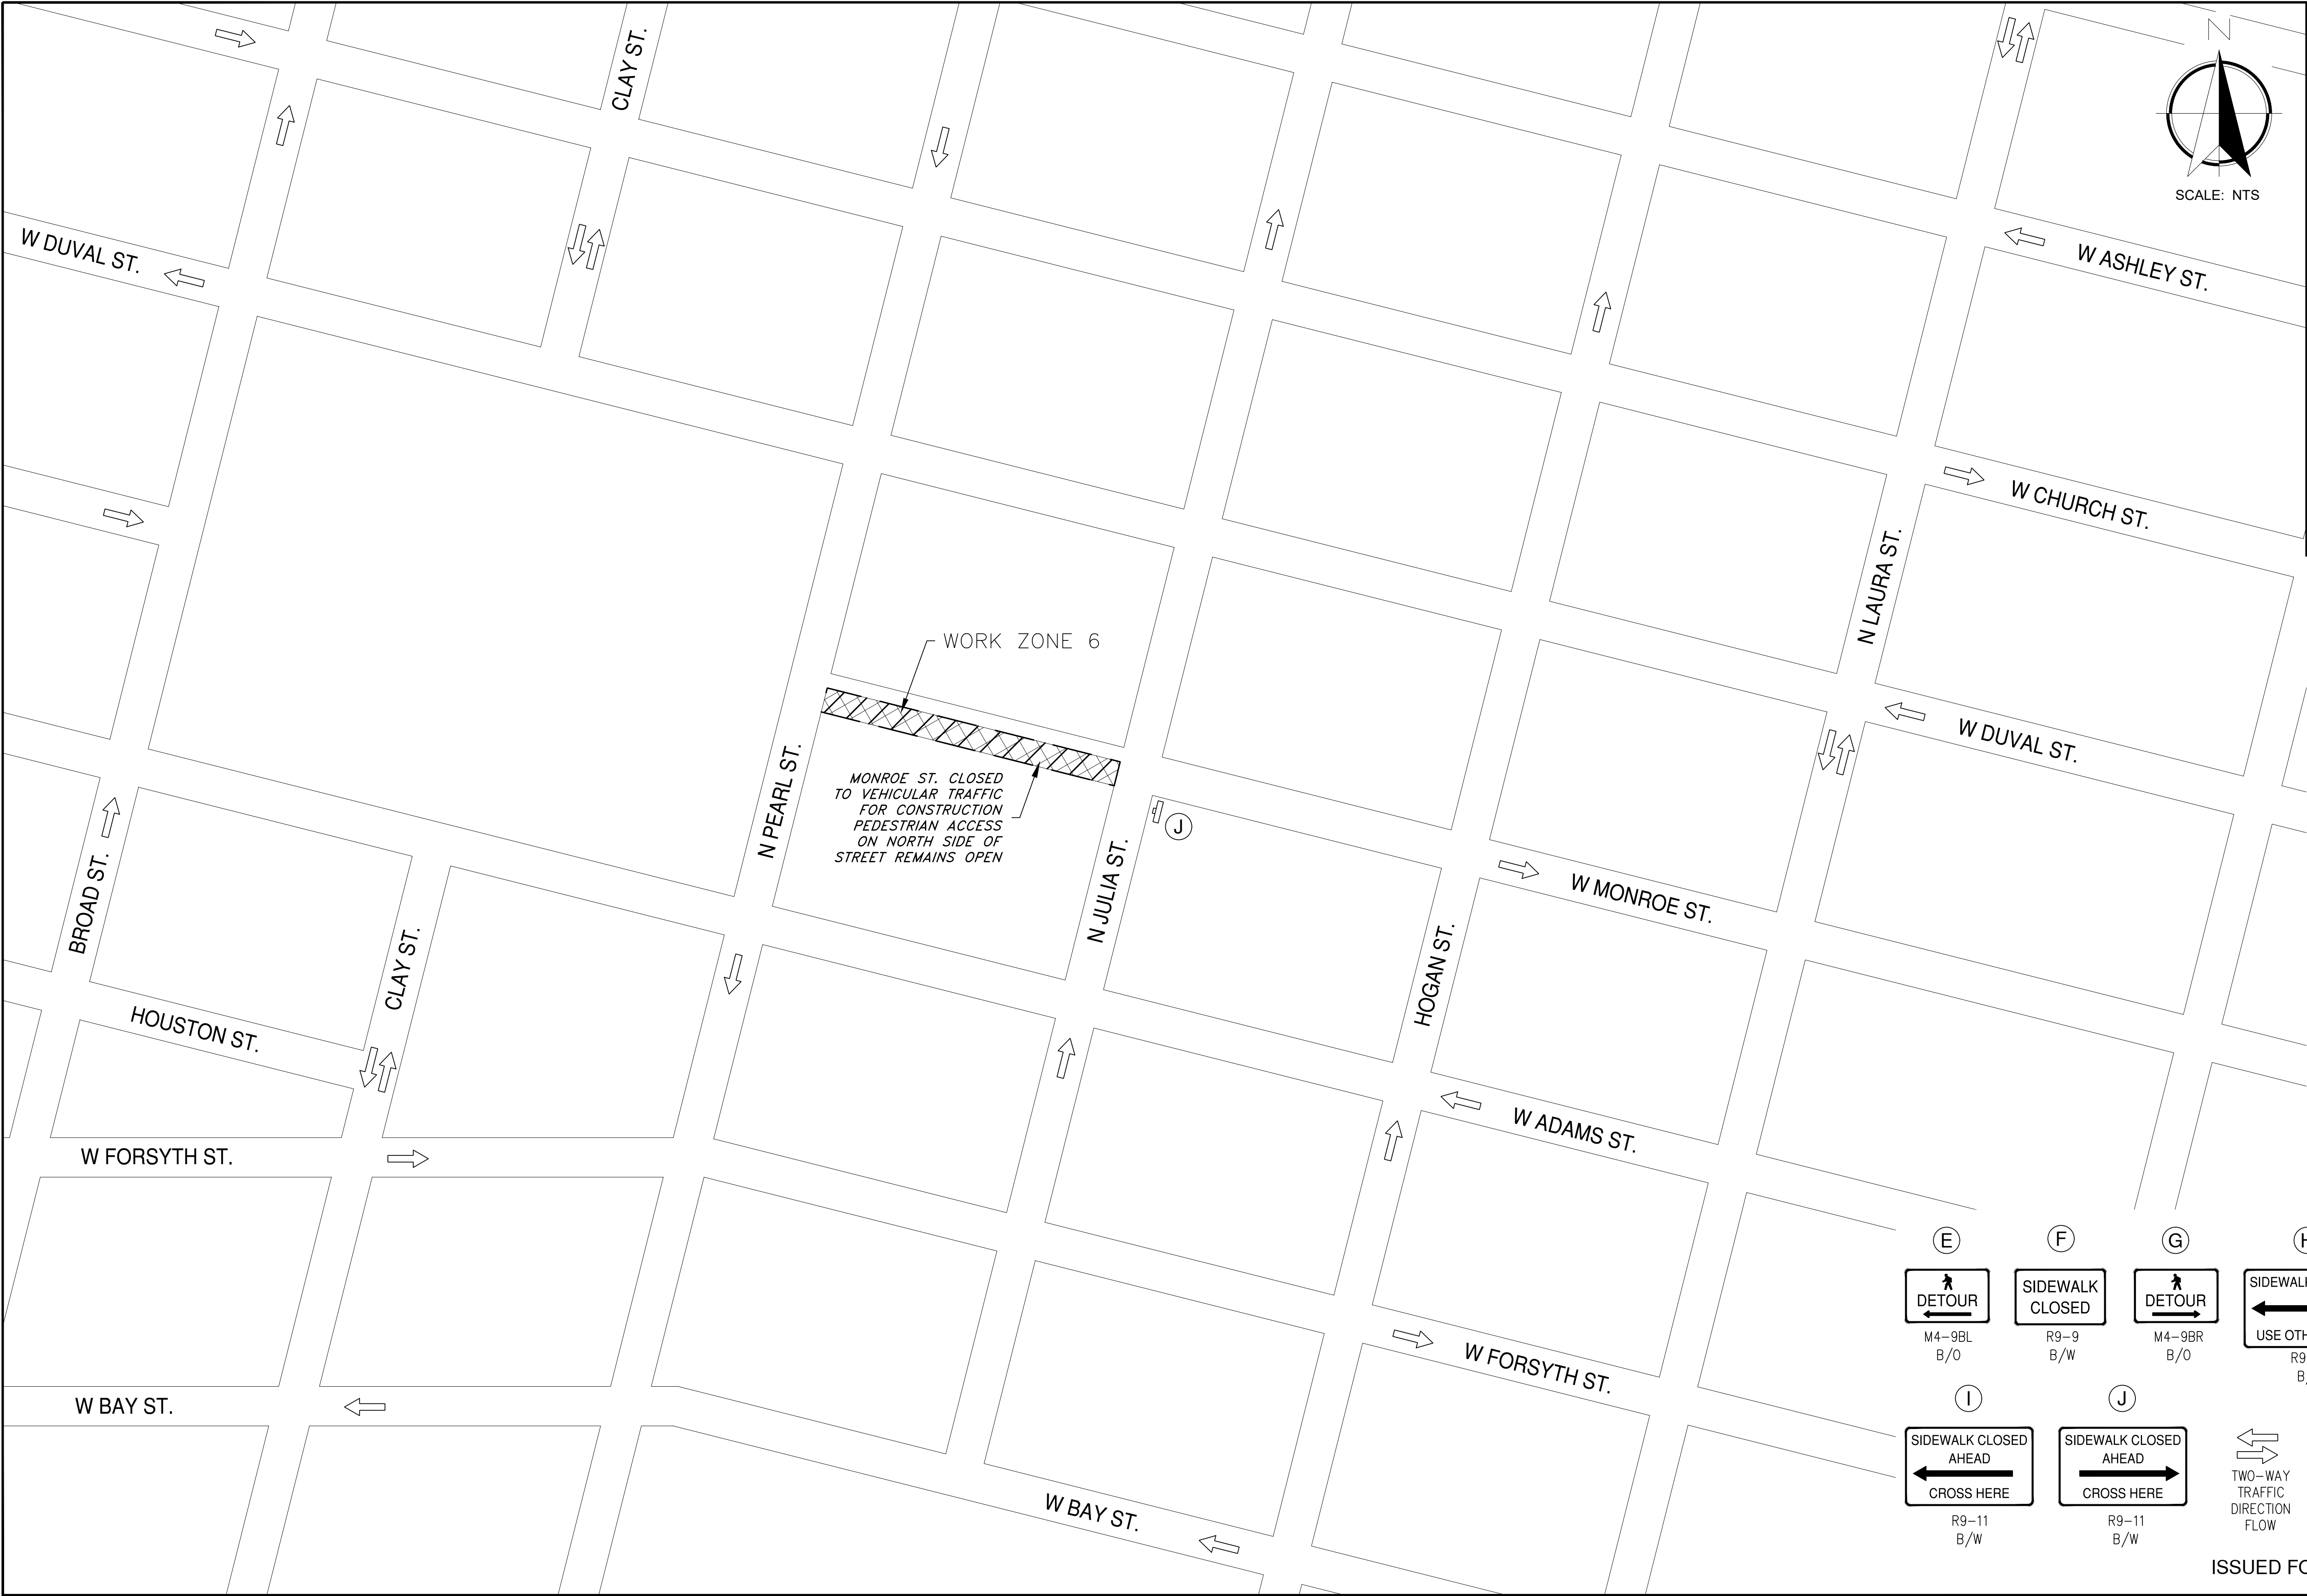 CLAY ST.
N
SCALE: NTS
W DUVAL ST.
W ASHLEY ST.
W CHURCH ST.
N LAURA ST.
WORK ZONE 6
W DUVAL ST.
N PEARL ST.
MONROE ST. CLOSED
TO VEHICULAR TRAFFIC
FOR CONSTRUCTION
PEDESTRIAN ACCESS
ON NORTH SIDE OF
STREET REMAINS OPEN
J
N JULIA ST.
BROAD ST.
W MONROE ST.
CLAY ST.
HOGAN ST.
HOUSTON ST.
W ADAMS ST.
W FORSYTH ST.
W FORSYTH ST.
W BAY ST.
W BAY ST.
E
DETOUR
M4-9BL
B/O
F
SIDEWALK
CLOSED
R9-9
B/W
G
DETOUR
M4-9BR
B/O
SIDEWALK
USE
R9
I
SIDEWALK CLOSED
AHEAD
CROSS HERE
R9-11
B/W
J
SIDEWALK CLOSED
AHEAD
CROSS HERE
R9-11
B/W
TWO-WAY
TRAFFIC
DIRECTION
FLOW
ISSUED